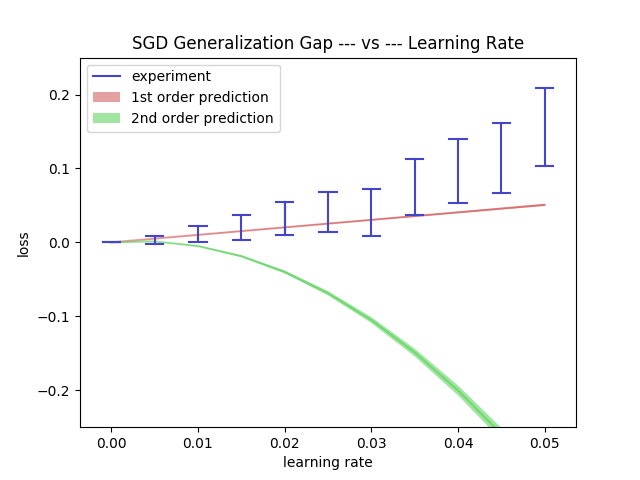 SGD Generalization Gap --- vs --- Learning Rate
experiment
1st order prediction
2nd order prediction
0.2
0.1
0.0
−0.1
−0.2
loss
0.00 0.01 0.02 0.03 0.04 0.05
learning rate